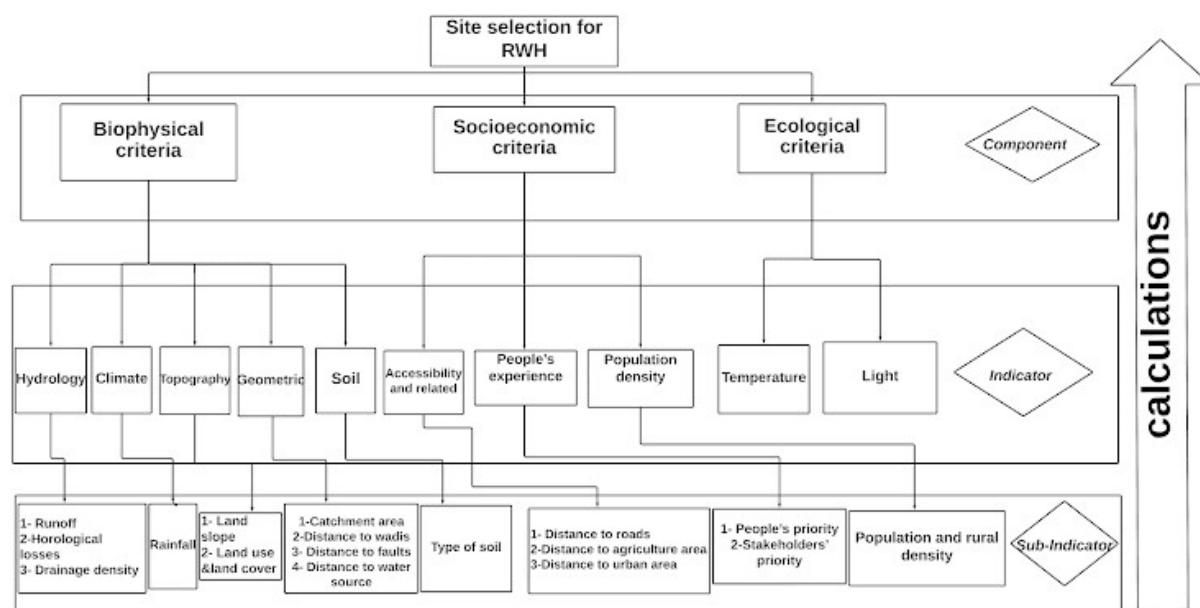 Site selection for
RWH
Biophysical
criteria
Socioeconomic
criteria
Ecological
criteria
Component
Hydrology
Climate
Topography
Geometric
Soil
Accessibility
and related
People's
experience
Population
density
Temperature
Light
Indicator
1- Runoff
2-Horological
losses
3- Drainage density
Rainfall
1- Land
slope
2- Land use
&land cover
1-Catchment area
2-Distance to wadis
3- Distance to faults
4- Distance to water
source
Type of soil
1- Distance to roads
2-Distance to agriculture area
3-Distance to urban area
1- People's priority
2-Stakeholders'
priority
Population and rural
density
Sub-Indicator
calculations